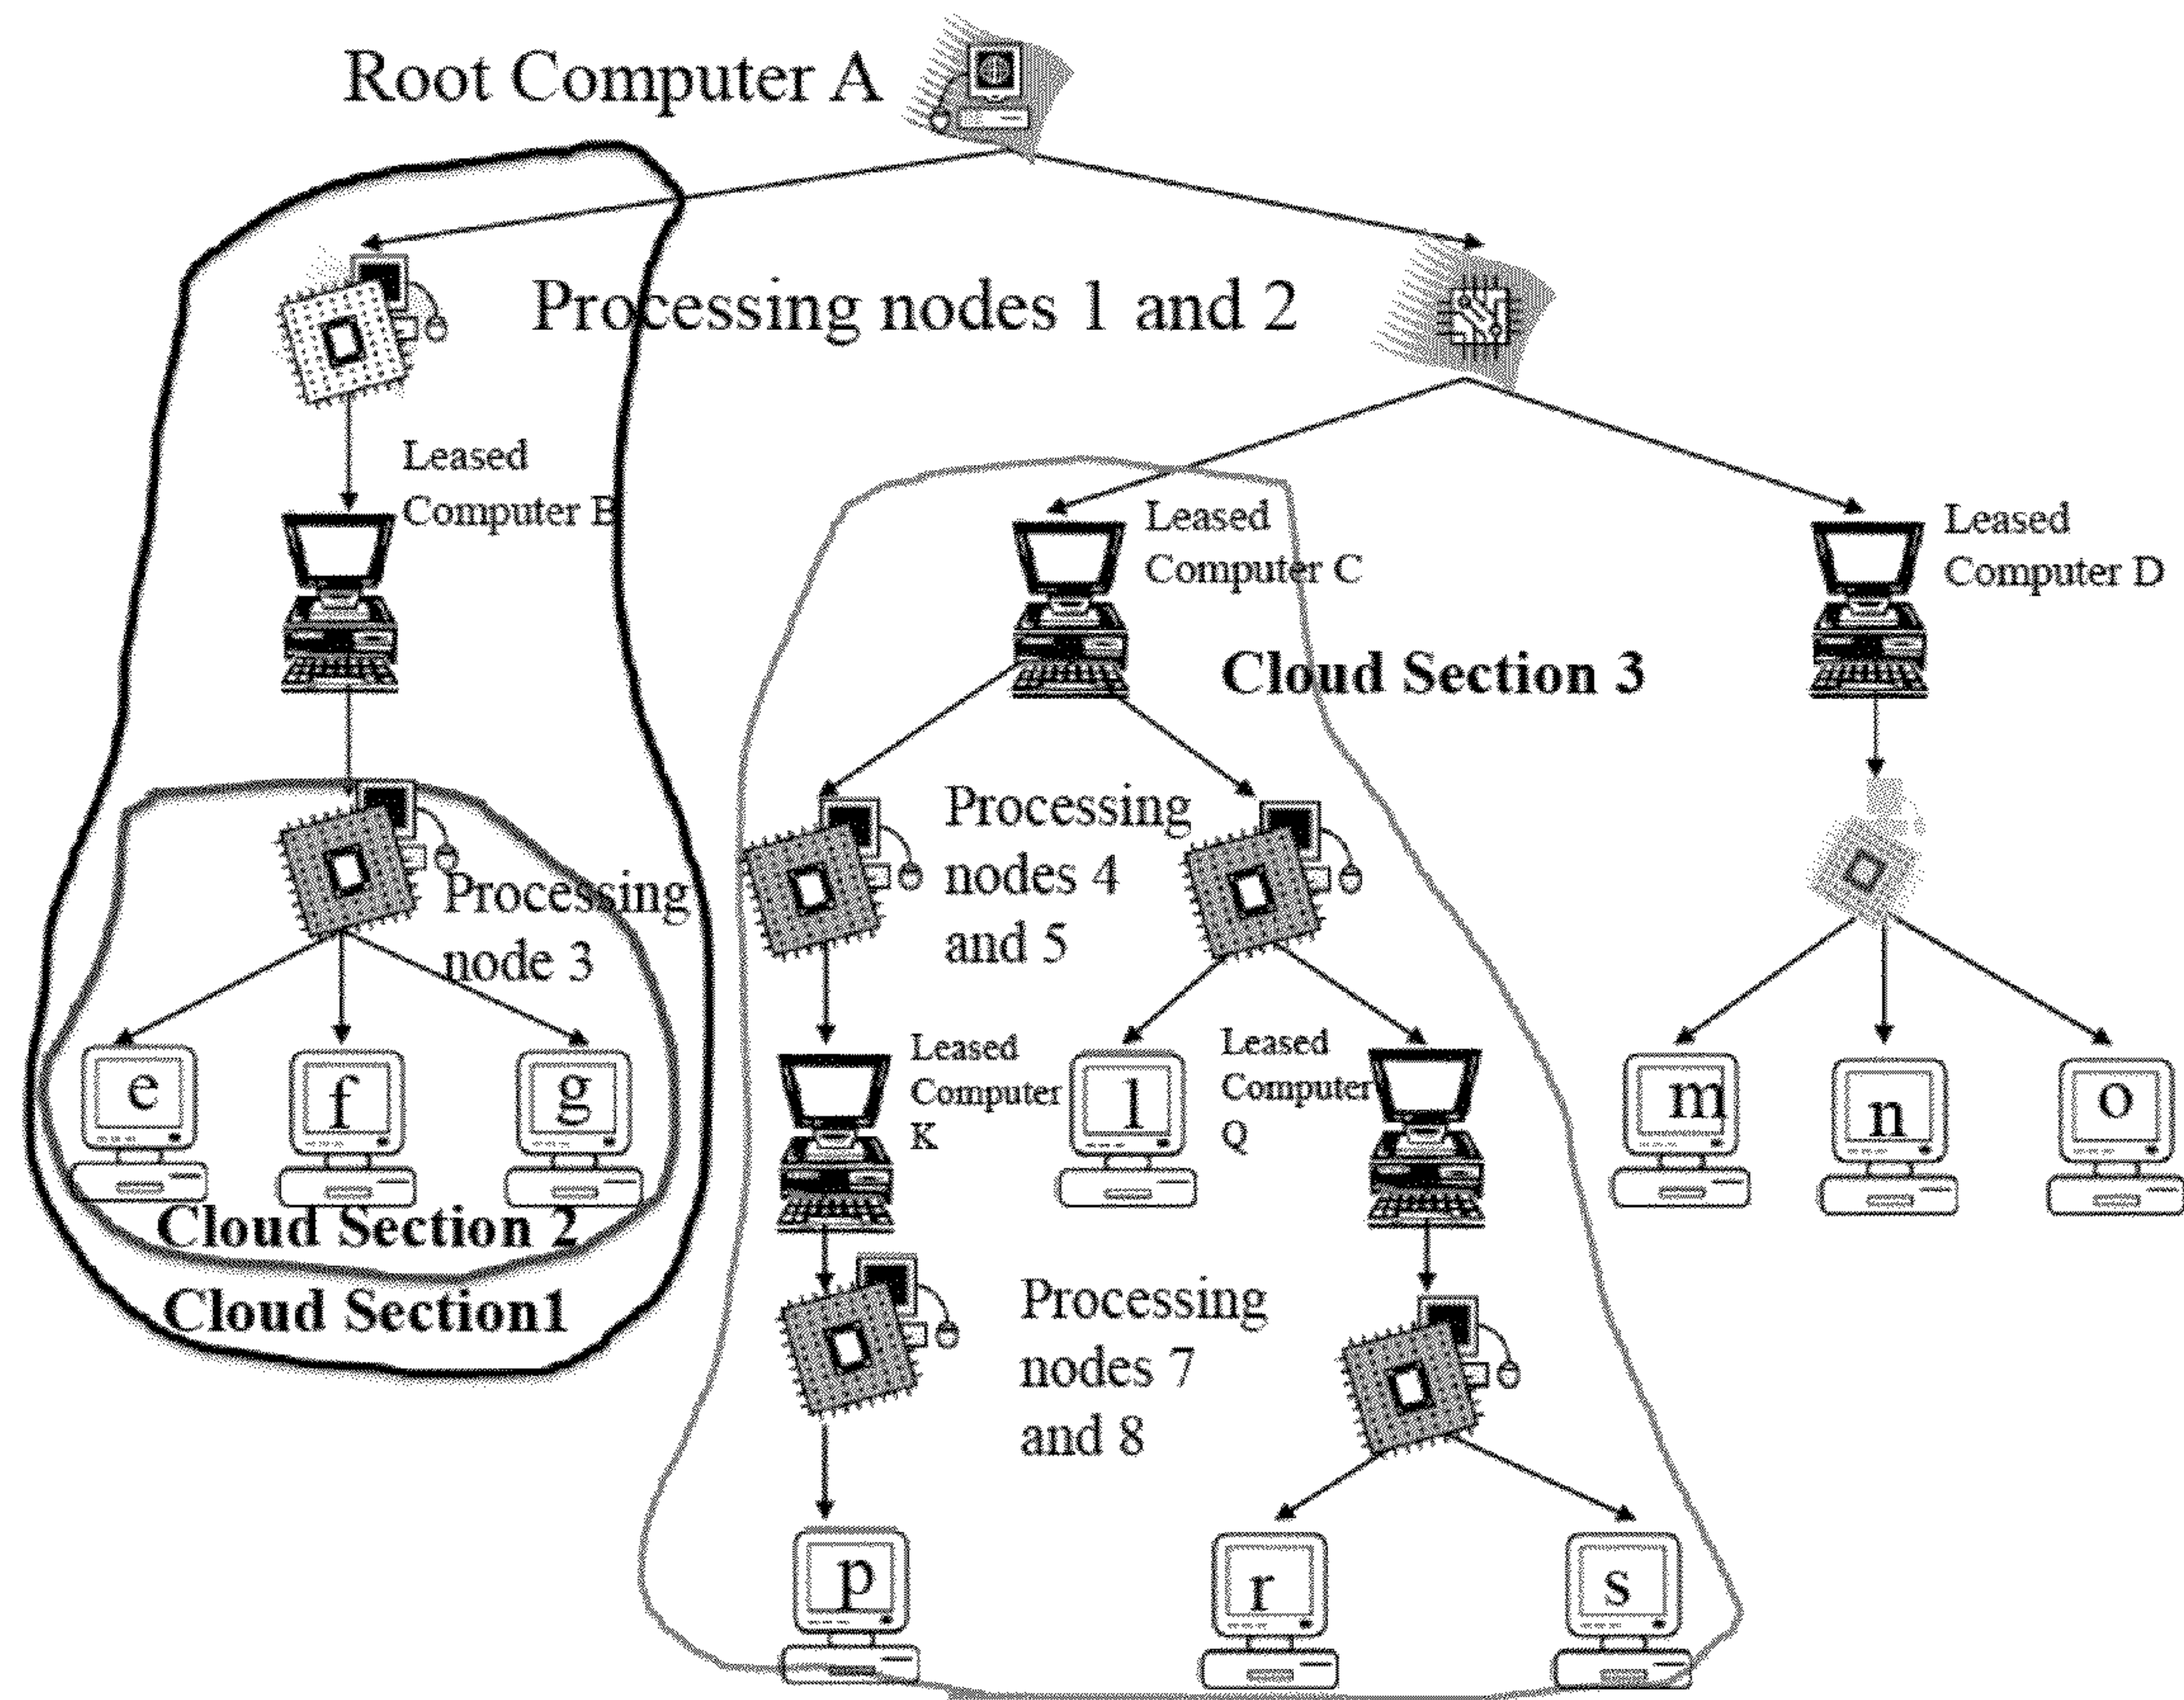 Root Computer A
Processing nodes 1 and 2
Leased
Computer B
Leased
Computer C
Leased
Computer D
Cloud Section 3
Processing
node 3
Processing
nodes 4
and 5
e
f
g
Leased
Computer
K
l
Leased
Computer
Q
m
n
o
Cloud Section 2
Cloud Section1
Processing
nodes 7
and 8
p
r
s